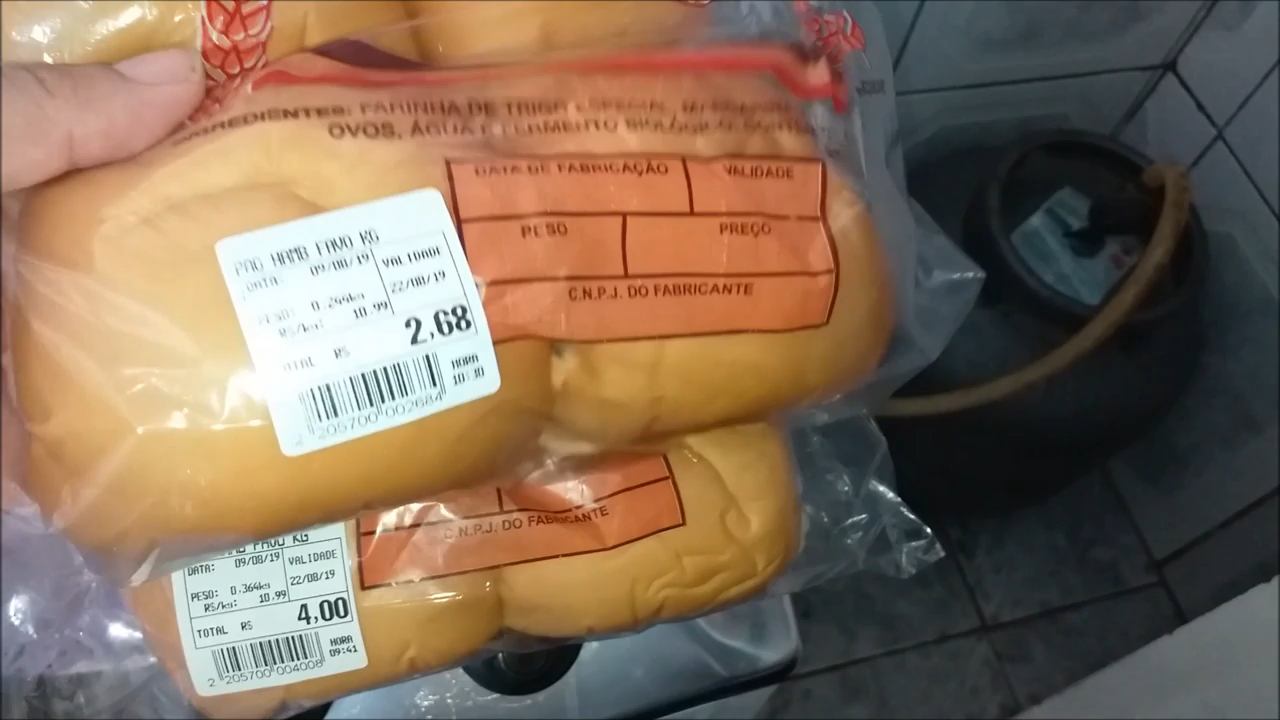 INGREDIENTES: FARINHA DE TRIGO ESPECIAL,
OVOS, ÁGUA E FERMENTO BIOLÓGICO.
DATA DE FABRICAÇÃO
VALIDADE
PESO
PREÇO
C.N.P.J. DO FABRICANTE
PAO HAMB FAVO KG
DATA: 09/08/19
VALIDADE
22/08/19
PESO: 0.244kg
R$/kg: 10.99
TOTAL R$ 2,68
HORA
10:30
2 205700 002684
C.N.P.J. DO FABRICANTE
FAVO KG
DATA: 09/08/19
VALIDADE
22/08/19
PESO: 0.364kg
R$/kg: 10.99
TOTAL R$ 4,00
HORA
09:41
2 205700 004008